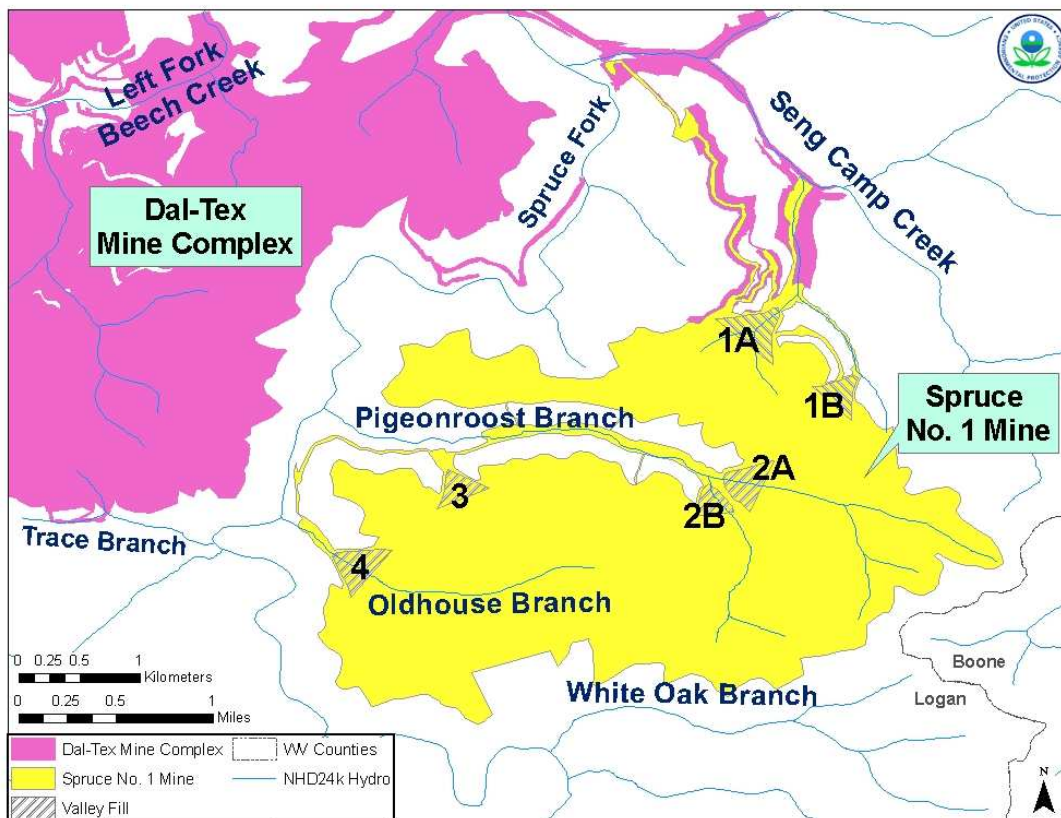 Left Fork
Beech Creek
Dal-Tex
Mine Complex
Spruce Fork
Seng Camp Creek
UNITED STATES
1A
1B
Spruce
No. 1 Mine
Pigeonroost Branch
2A
2B
3
4
Trace Branch
Oldhouse Branch
White Oak Branch
Boone
Logan
0 0.25 0.5 1
Kilometers
0 0.25 0.5 1
Miles
Dal-Tex Mine Complex
WV Counties
Spruce No. 1 Mine
NHD24k Hydro
Valley Fill
N